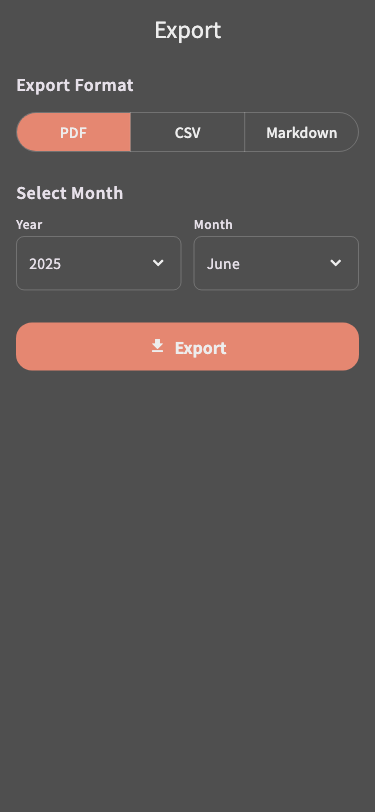 Export
Export Format
PDF CSV Markdown
Select Month
Year Month
2025 June
Export